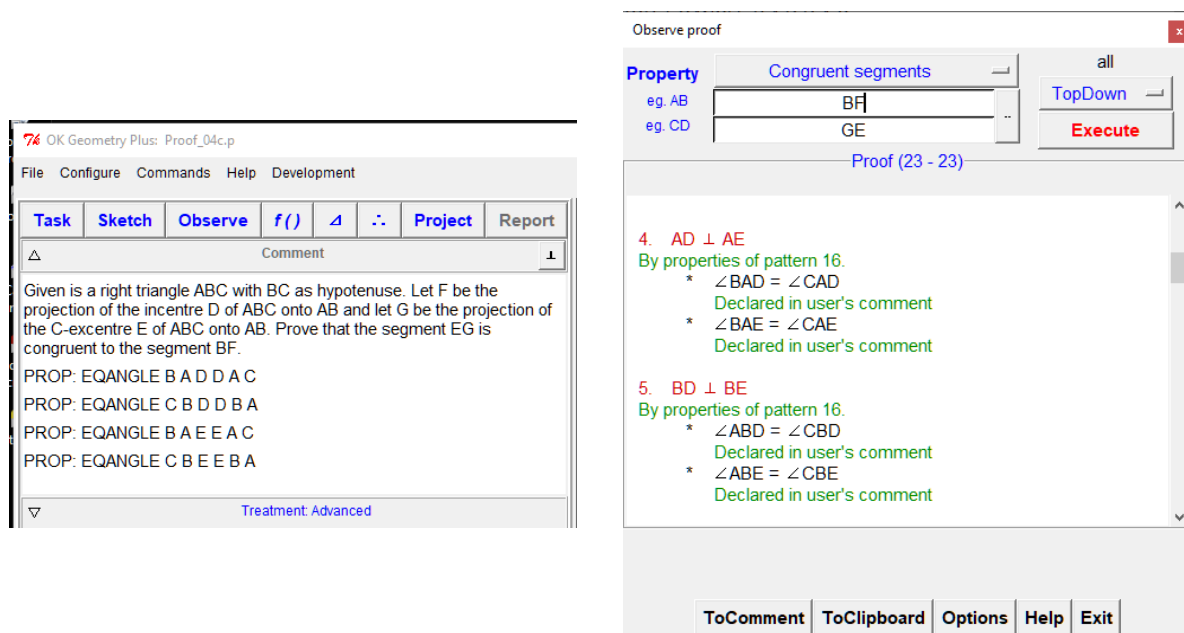 OK Geometry Plus: Proof_04c.p
File Configure Commands Help Development
Task Sketch Observe f() ⊿ ∴ Project Report
Comment
Given is a right triangle ABC with BC as hypotenuse. Let F be the
projection of the incentre D of ABC onto AB and let G be the projection of
the C-excentre E of ABC onto AB. Prove that the segment EG is
congruent to the segment BF.
PROP: EQANGLE B A D D A C
PROP: EQANGLE C B D D B A
PROP: EQANGLE B A E E A C
PROP: EQANGLE C B E E B A
Treatment: Advanced
Observe proof
x
all
Property Congruent segments
eg. AB BF
TopDown
eg. CD GE
..
Execute
Proof (23 - 23)
4. AD ⊥ AE
By properties of pattern 16.
* ∠BAD = ∠CAD
Declared in user's comment
* ∠BAE = ∠CAE
Declared in user's comment
5. BD ⊥ BE
By properties of pattern 16.
* ∠ABD = ∠CBD
Declared in user's comment
* ∠ABE = ∠CBE
Declared in user's comment
ToComment ToClipboard Options Help Exit